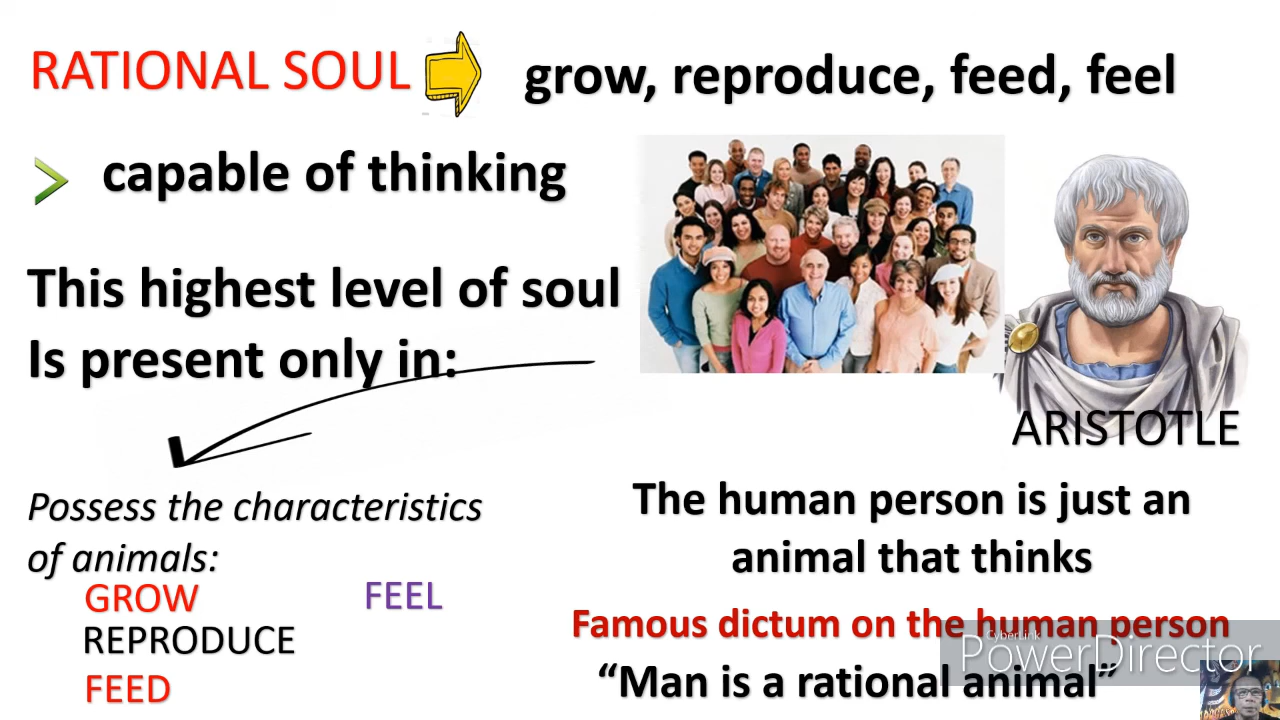 RATIONAL SOUL
grow, reproduce, feed, feel
capable of thinking
This highest level of soul
Is present only in:
ARISTOTLE
Possess the characteristics
of animals:
GROW
FEEL
REPRODUCE
FEED
The human person is just an
animal that thinks
Famous dictum on the human person
“Man is a rational animal”
CyberLink
PowerDirector